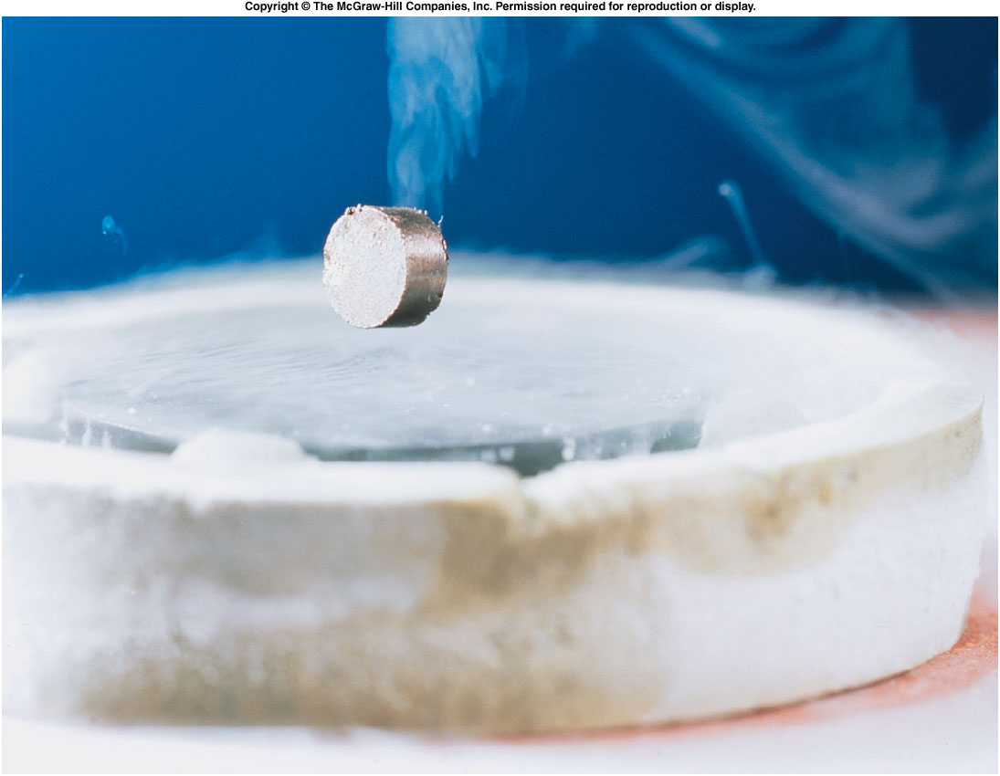 Copyright © The McGraw-Hill Companies, Inc. Permission required for reproduction or display.